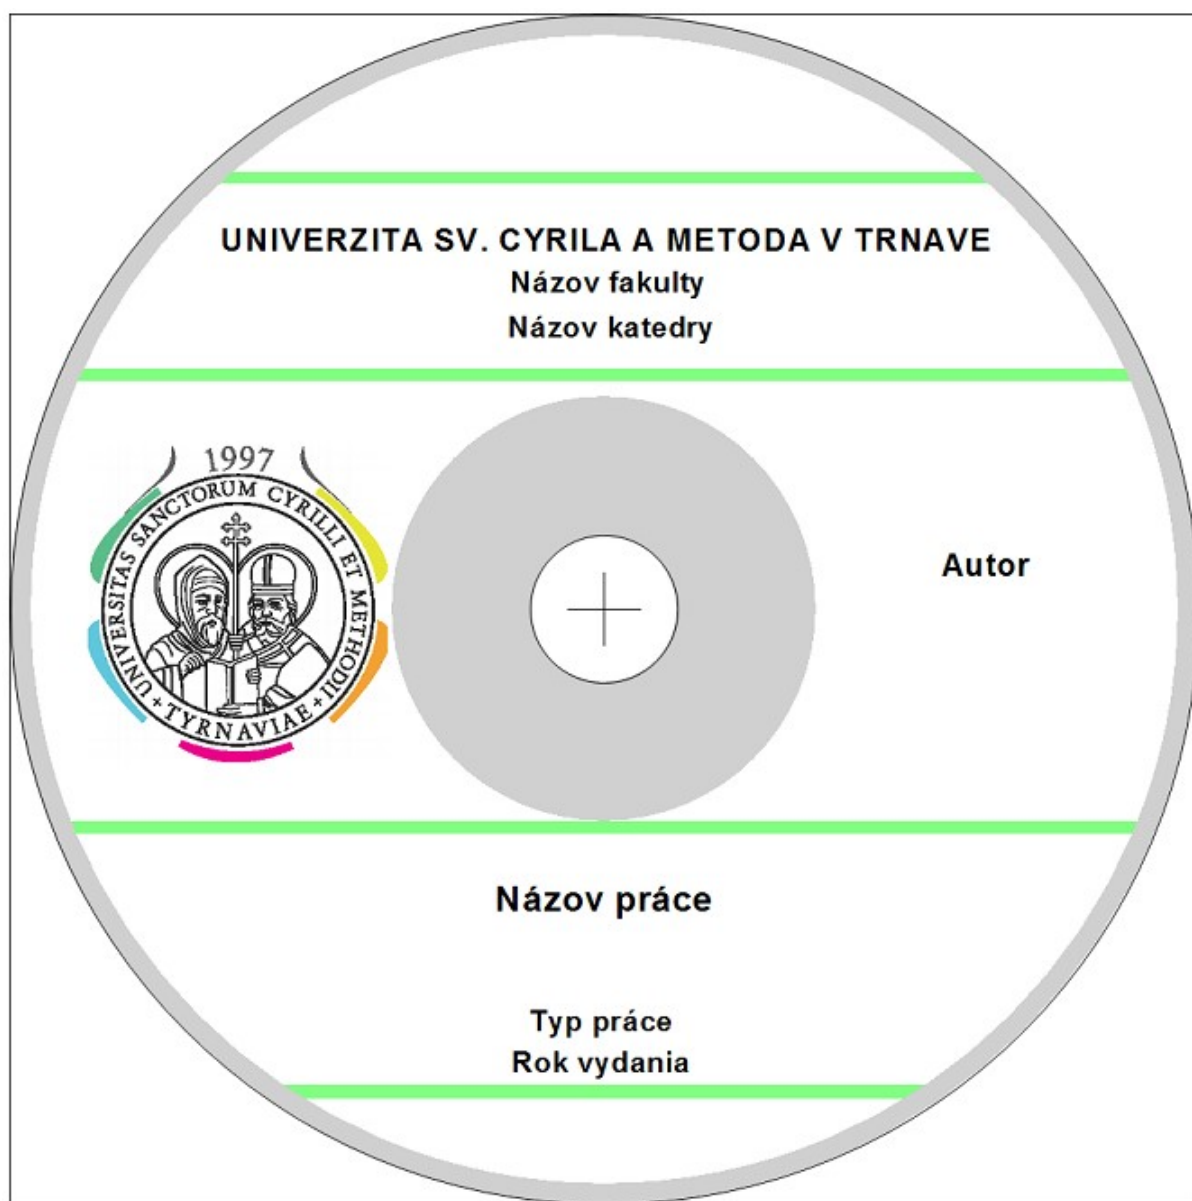 UNIVERZITA SV. CYRILA A METODA V TRNAVE
Názov fakulty
Názov katedry
1997
UNIVERSITAS SANCTORUM CYRILLI ET METHODII
+ TYRNAVIAE +
Autor
Názov práce
Typ práce
Rok vydania